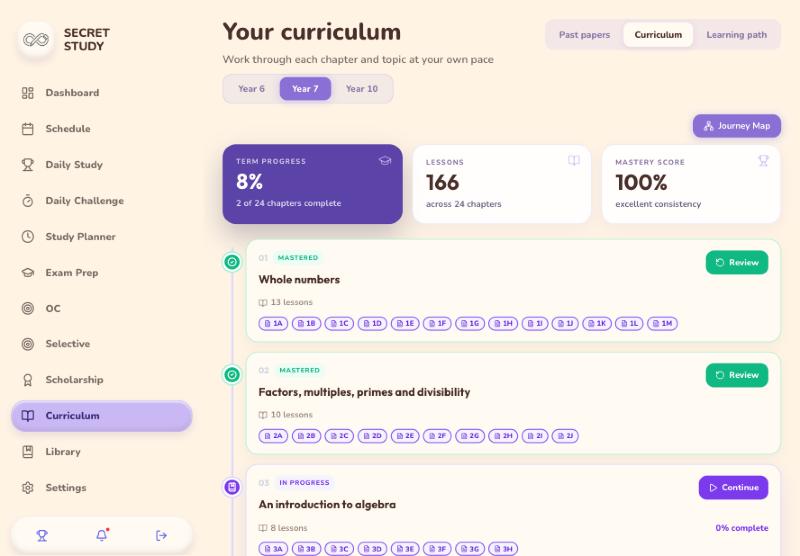 SECRET
STUDY
Dashboard
Schedule
Daily Study
Daily Challenge
Study Planner
Exam Prep
OC
Selective
Scholarship
Curriculum
Library
Settings
Your curriculum
Work through each chapter and topic at your own pace
Past papers Curriculum Learning path
Year 6 Year 7 Year 10
Journey Map
TERM PROGRESS
8%
2 of 24 chapters complete
LESSONS
166
across 24 chapters
MASTERY SCORE
100%
excellent consistency
01 MASTERED
Review
Whole numbers
13 lessons
1A 1B 1C 1D 1E 1F 1G 1H 1I 1J 1K 1L 1M
02 MASTERED
Review
Factors, multiples, primes and divisibility
10 lessons
2A 2B 2C 2D 2E 2F 2G 2H 2I 2J
03 IN PROGRESS
Continue
An introduction to algebra
8 lessons
0% complete
3A 3B 3C 3D 3E 3F 3G 3H